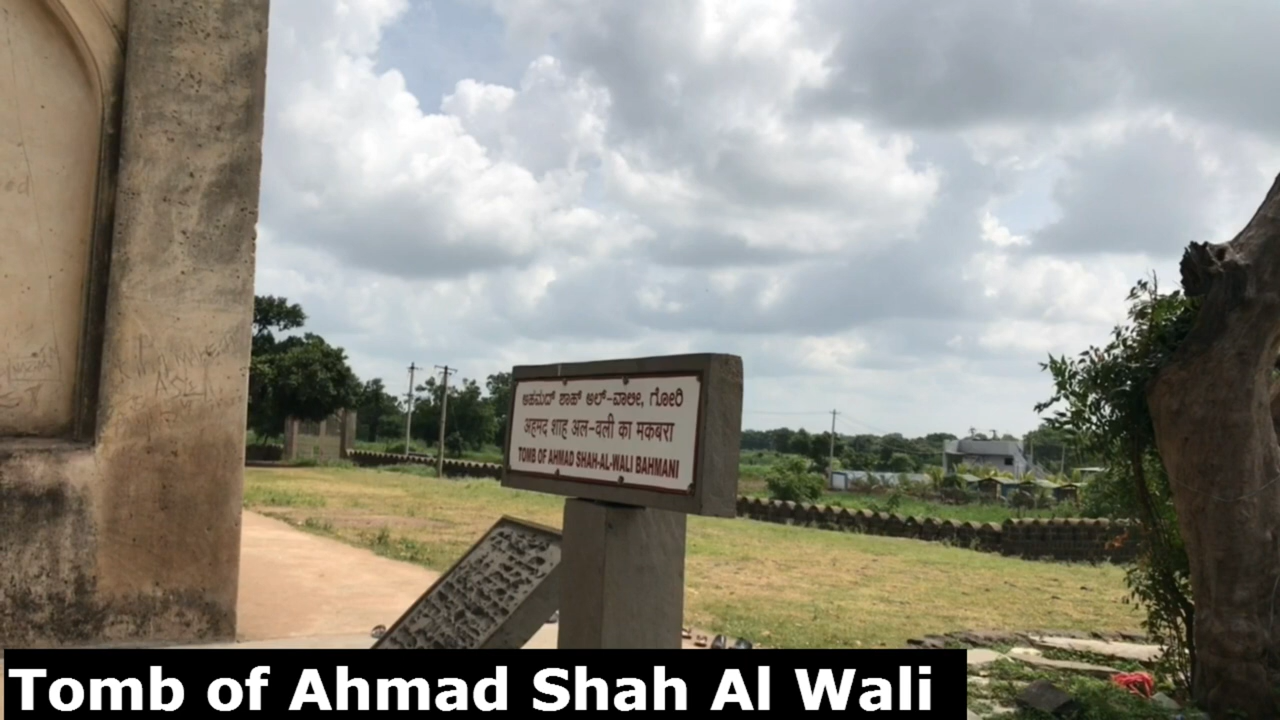 ಅಹಮದ್ ಶಾಹ್ ಅಲ್-ವಾಲೀ, ಗೋರಿ
अहमद शाह अल-वली का मकबरा
TOMB OF AHMAD SHAH-AL-WALI BAHMANI
Tomb of Ahmad Shah Al Wali